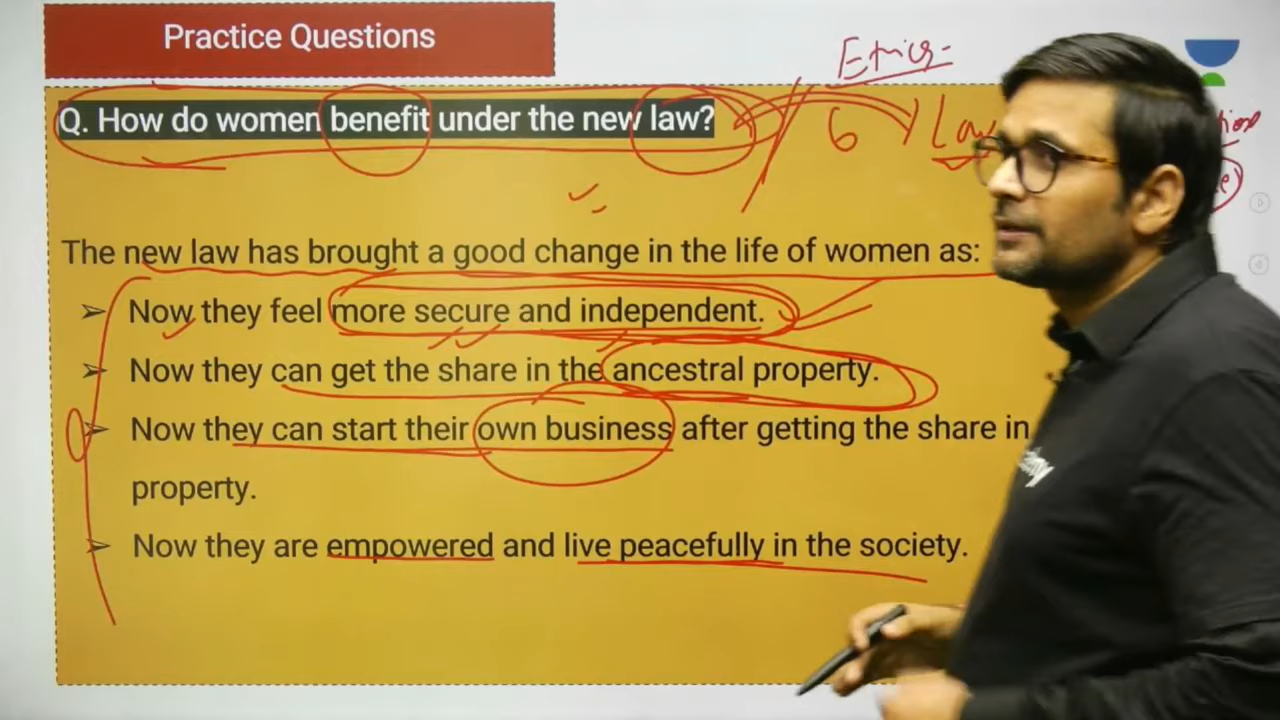 Practice Questions
Q. How do women benefit under the new law?
6
The new law has brought a good change in the life of women as:
➢ Now they feel more secure and independent.
➢ Now they can get the share in the ancestral property.
➢ Now they can start their own business after getting the share in
property.
➢ Now they are empowered and live peacefully in the society.